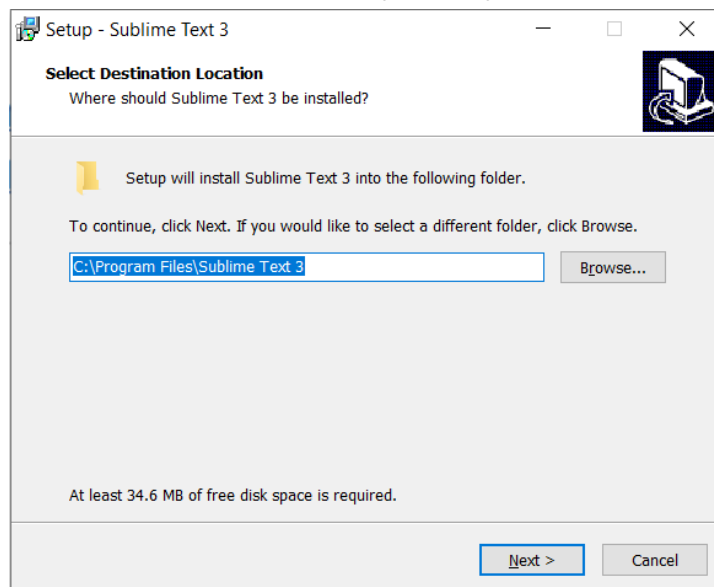 Setup - Sublime Text 3
Select Destination Location
Where should Sublime Text 3 be installed?
Setup will install Sublime Text 3 into the following folder.
To continue, click Next. If you would like to select a different folder, click Browse.
C:\Program Files\Sublime Text 3
Browse...
At least 34.6 MB of free disk space is required.
Next >
Cancel